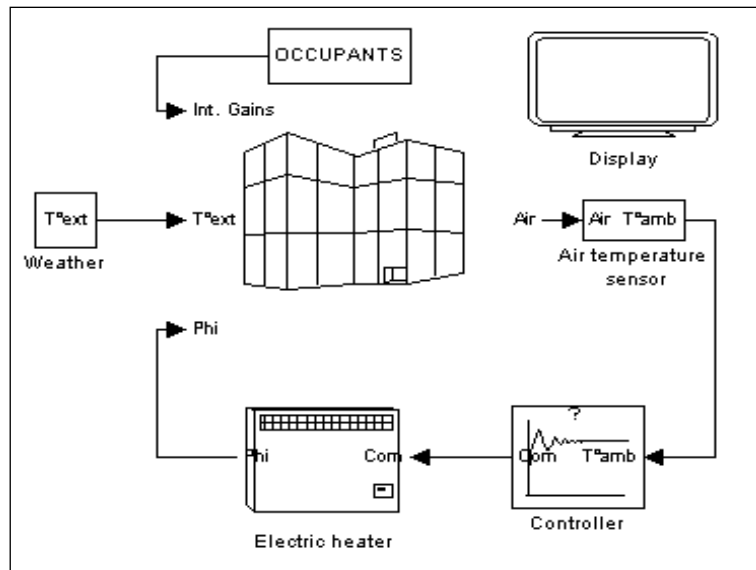 OCCUPANTS
Int. Gains
Display
T°ext
T°ext
Air
Air T°amb
Weather
Air temperature
sensor
Phi
?
Phi
Com
Com
T°amb
Controller
Electric heater